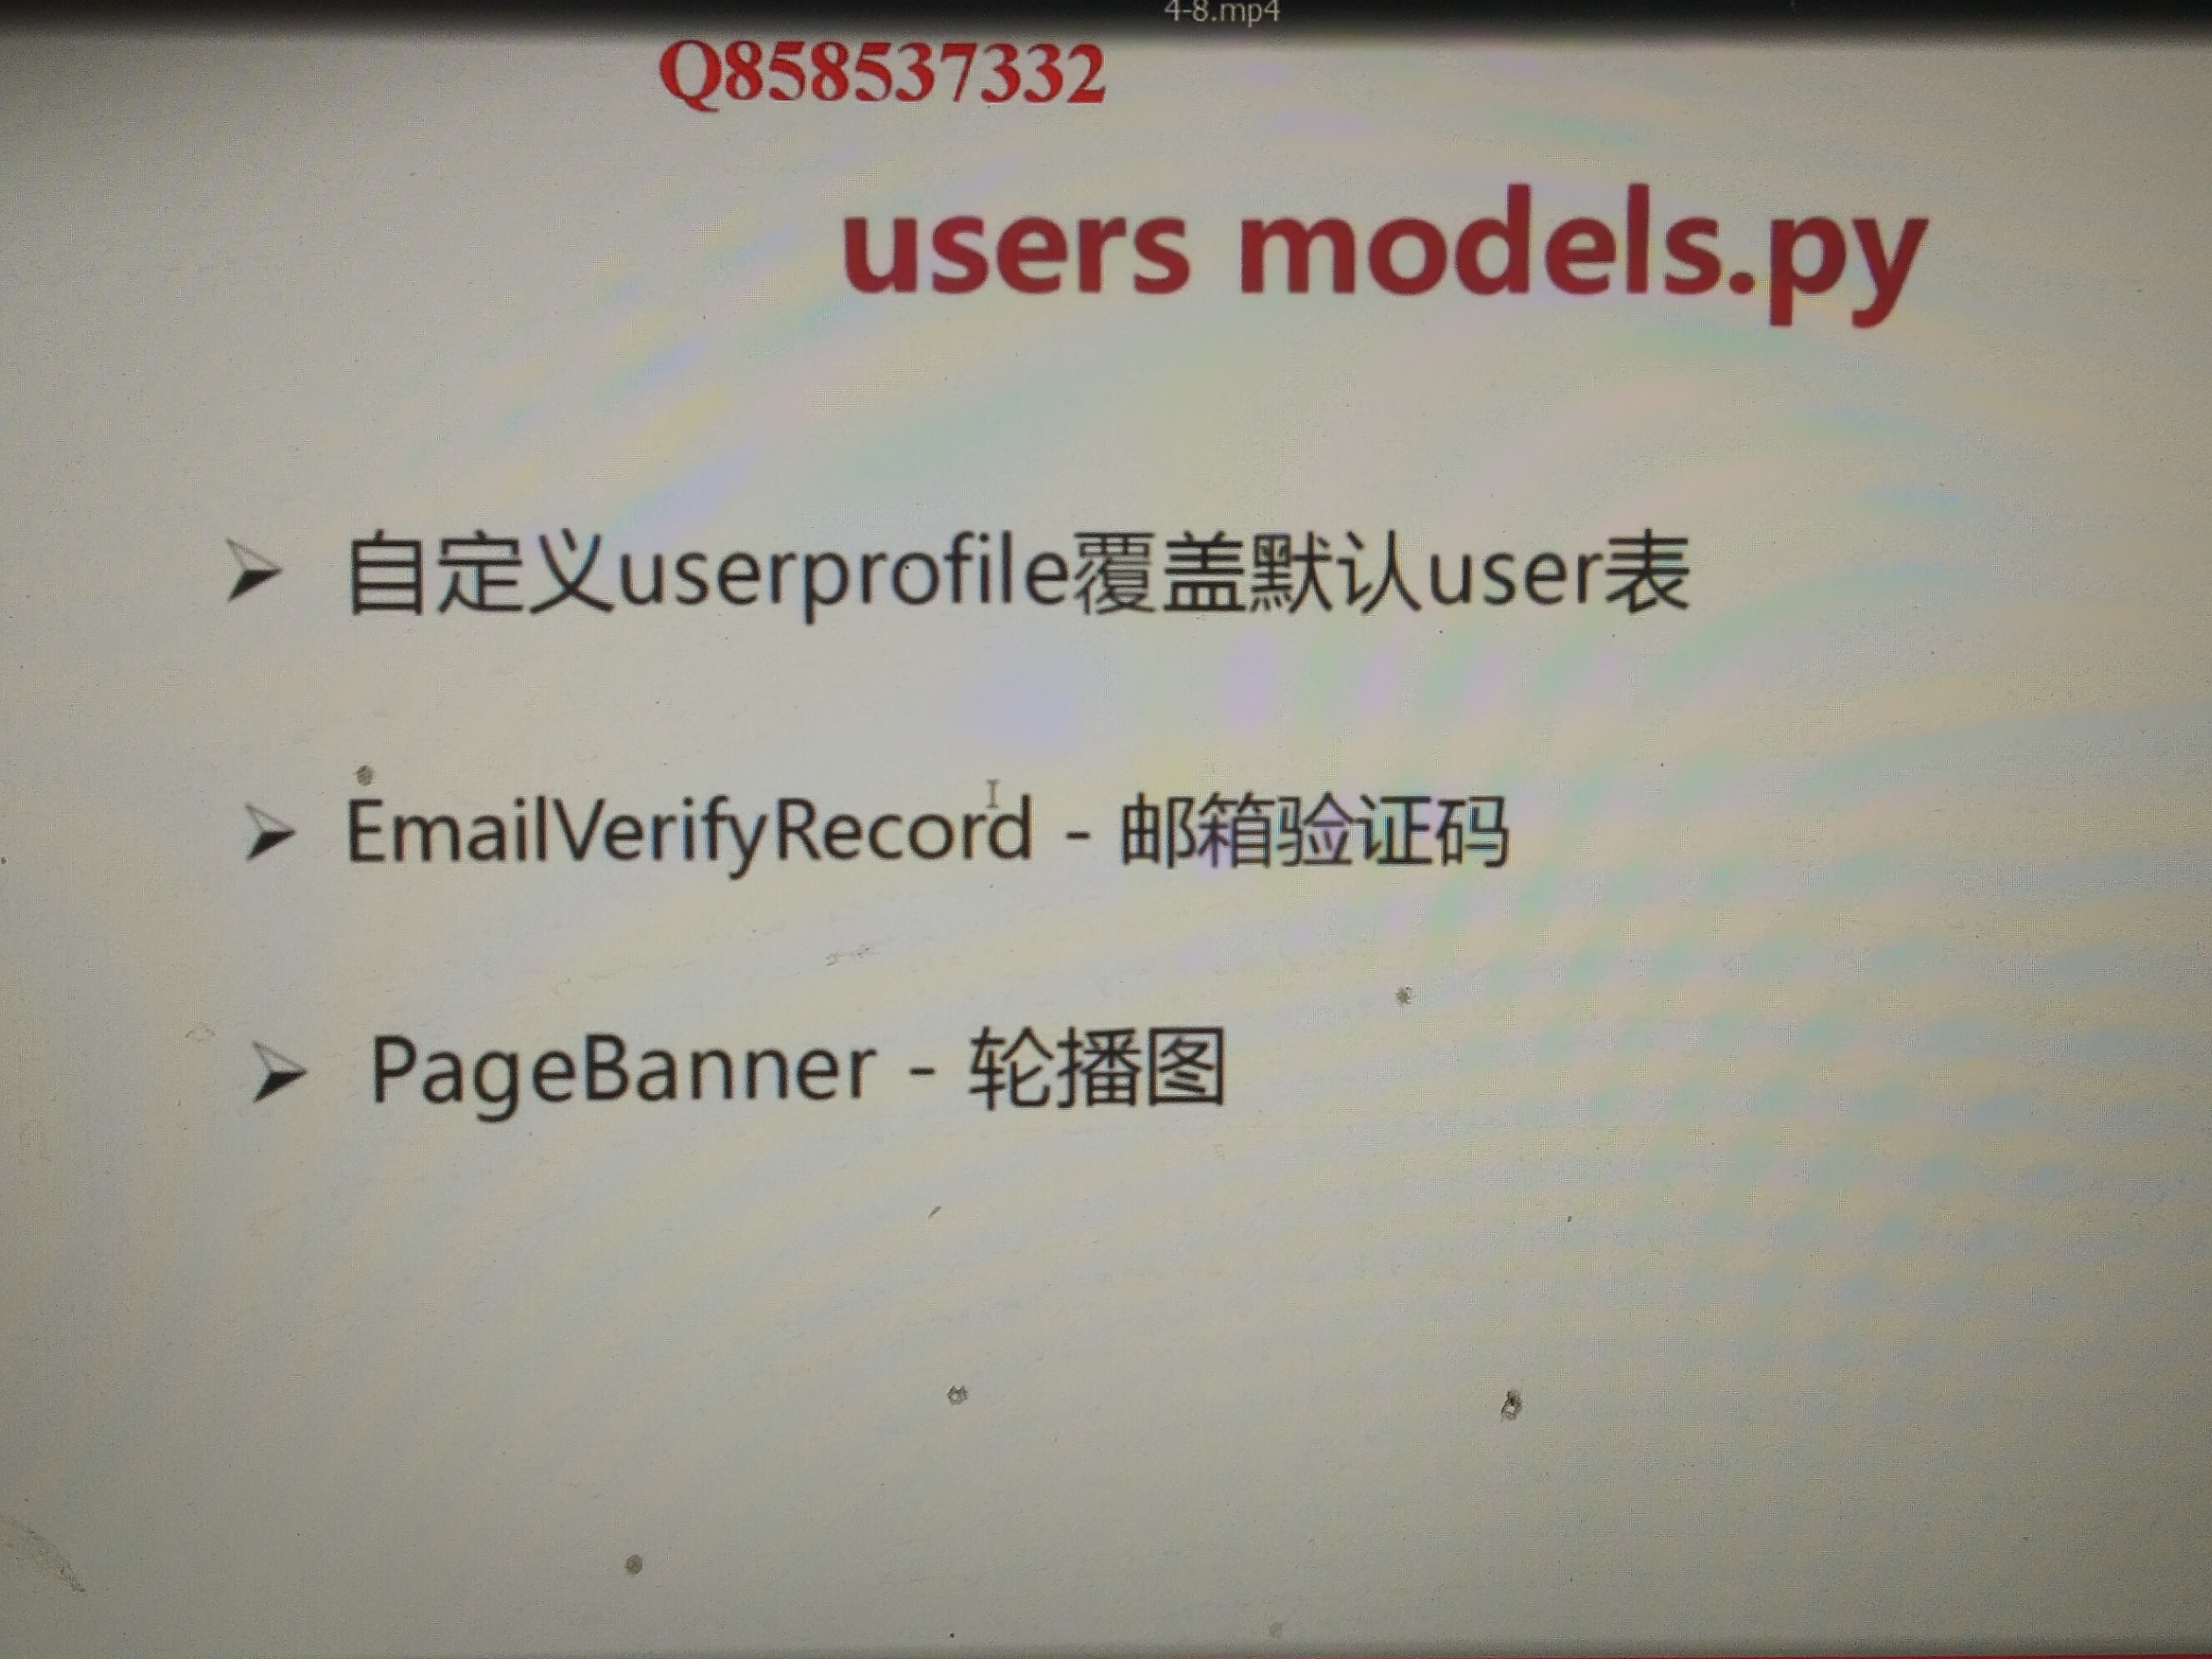 4-8.mp4
Q858537332
users models.py
➢ 自定义userprofile覆盖默认user表
➢ EmailVerifyRecord - 邮箱验证码
➢ PageBanner - 轮播图